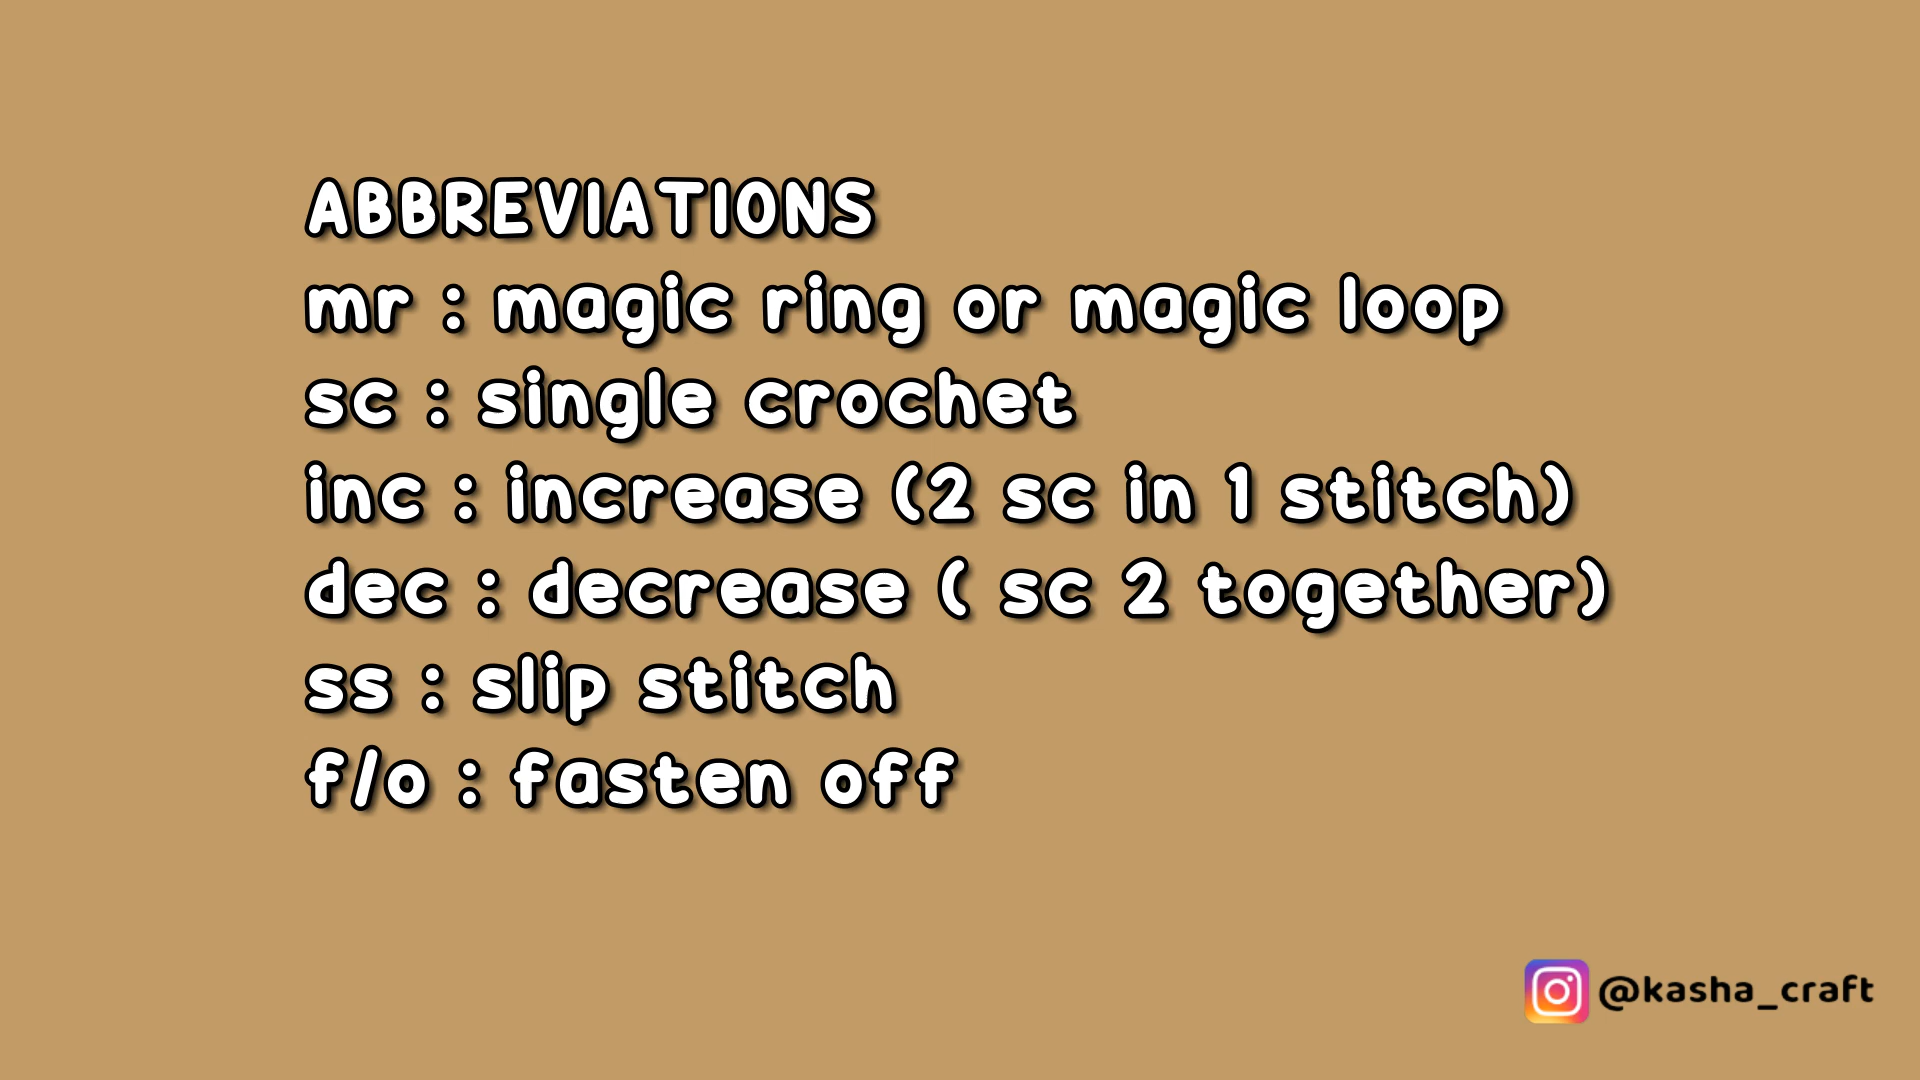 ABBREVIATIONS
mr : magic ring or magic loop
sc : single crochet
inc : increase (2 sc in 1 stitch)
dec : decrease ( sc 2 together)
ss : slip stitch
f/o : fasten off
@kasha_craft